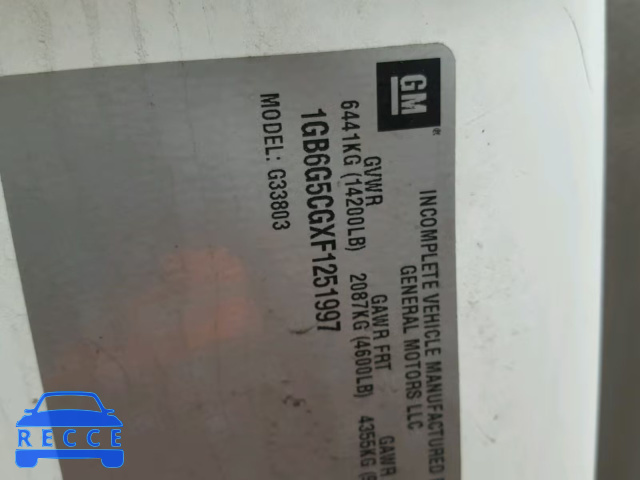 GM
INCOMPLETE VEHICLE MANUFACTURED
GENERAL MOTORS LLC
GVWR GAWR FRT GAWR
6441KG (14200LB) 2087KG (4600LB) 4355KG
1GB6G5CGXF1251997
MODEL: G33803
RECCE